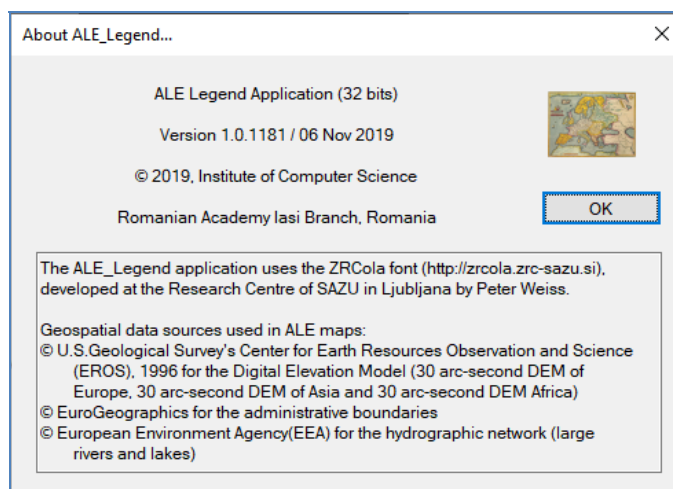 About ALE_Legend...
ALE Legend Application (32 bits)
Version 1.0.1181 / 06 Nov 2019
© 2019, Institute of Computer Science
Romanian Academy Iasi Branch, Romania
OK
The ALE_Legend application uses the ZRCola font (http://zrcola.zrc-sazu.si),
developed at the Research Centre of SAZU in Ljubljana by Peter Weiss.
Geospatial data sources used in ALE maps:
© U.S.Geological Survey's Center for Earth Resources Observation and Science
(EROS), 1996 for the Digital Elevation Model (30 arc-second DEM of
Europe, 30 arc-second DEM of Asia and 30 arc-second DEM Africa)
© EuroGeographics for the administrative boundaries
© European Environment Agency(EEA) for the hydrographic network (large
rivers and lakes)